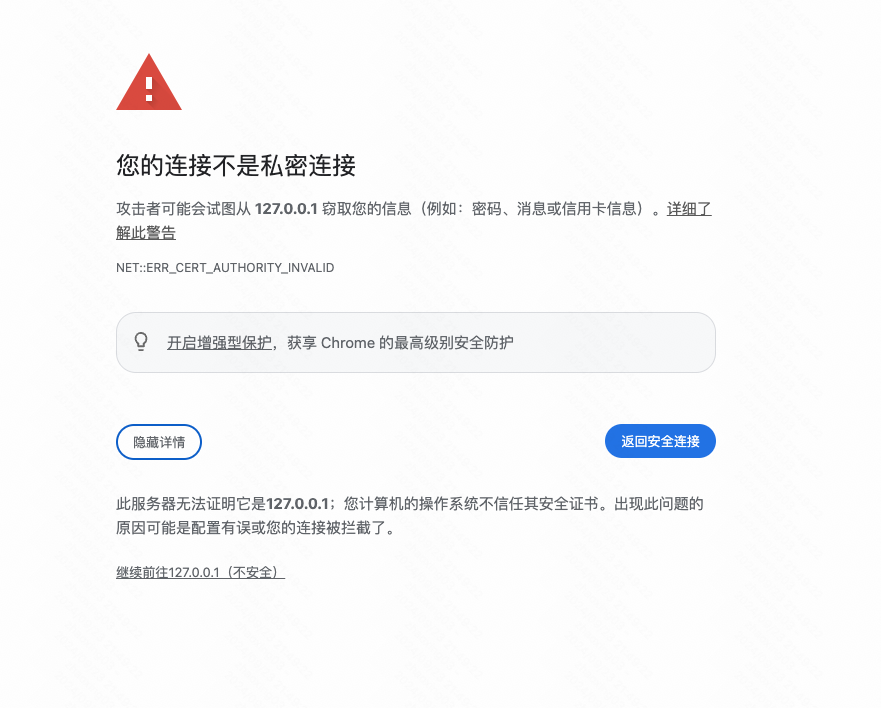 您的连接不是私密连接
攻击者可能会试图从 127.0.0.1 窃取您的信息（例如：密码、消息或信用卡信息）。详细了
解此警告
NET::ERR_CERT_AUTHORITY_INVALID
开启增强型保护，获享 Chrome 的最高级别安全防护
隐藏详情
返回安全连接
此服务器无法证明它是127.0.0.1；您计算机的操作系统不信任其安全证书。出现此问题的
原因可能是配置有误或您的连接被拦截了。
继续前往127.0.0.1（不安全）